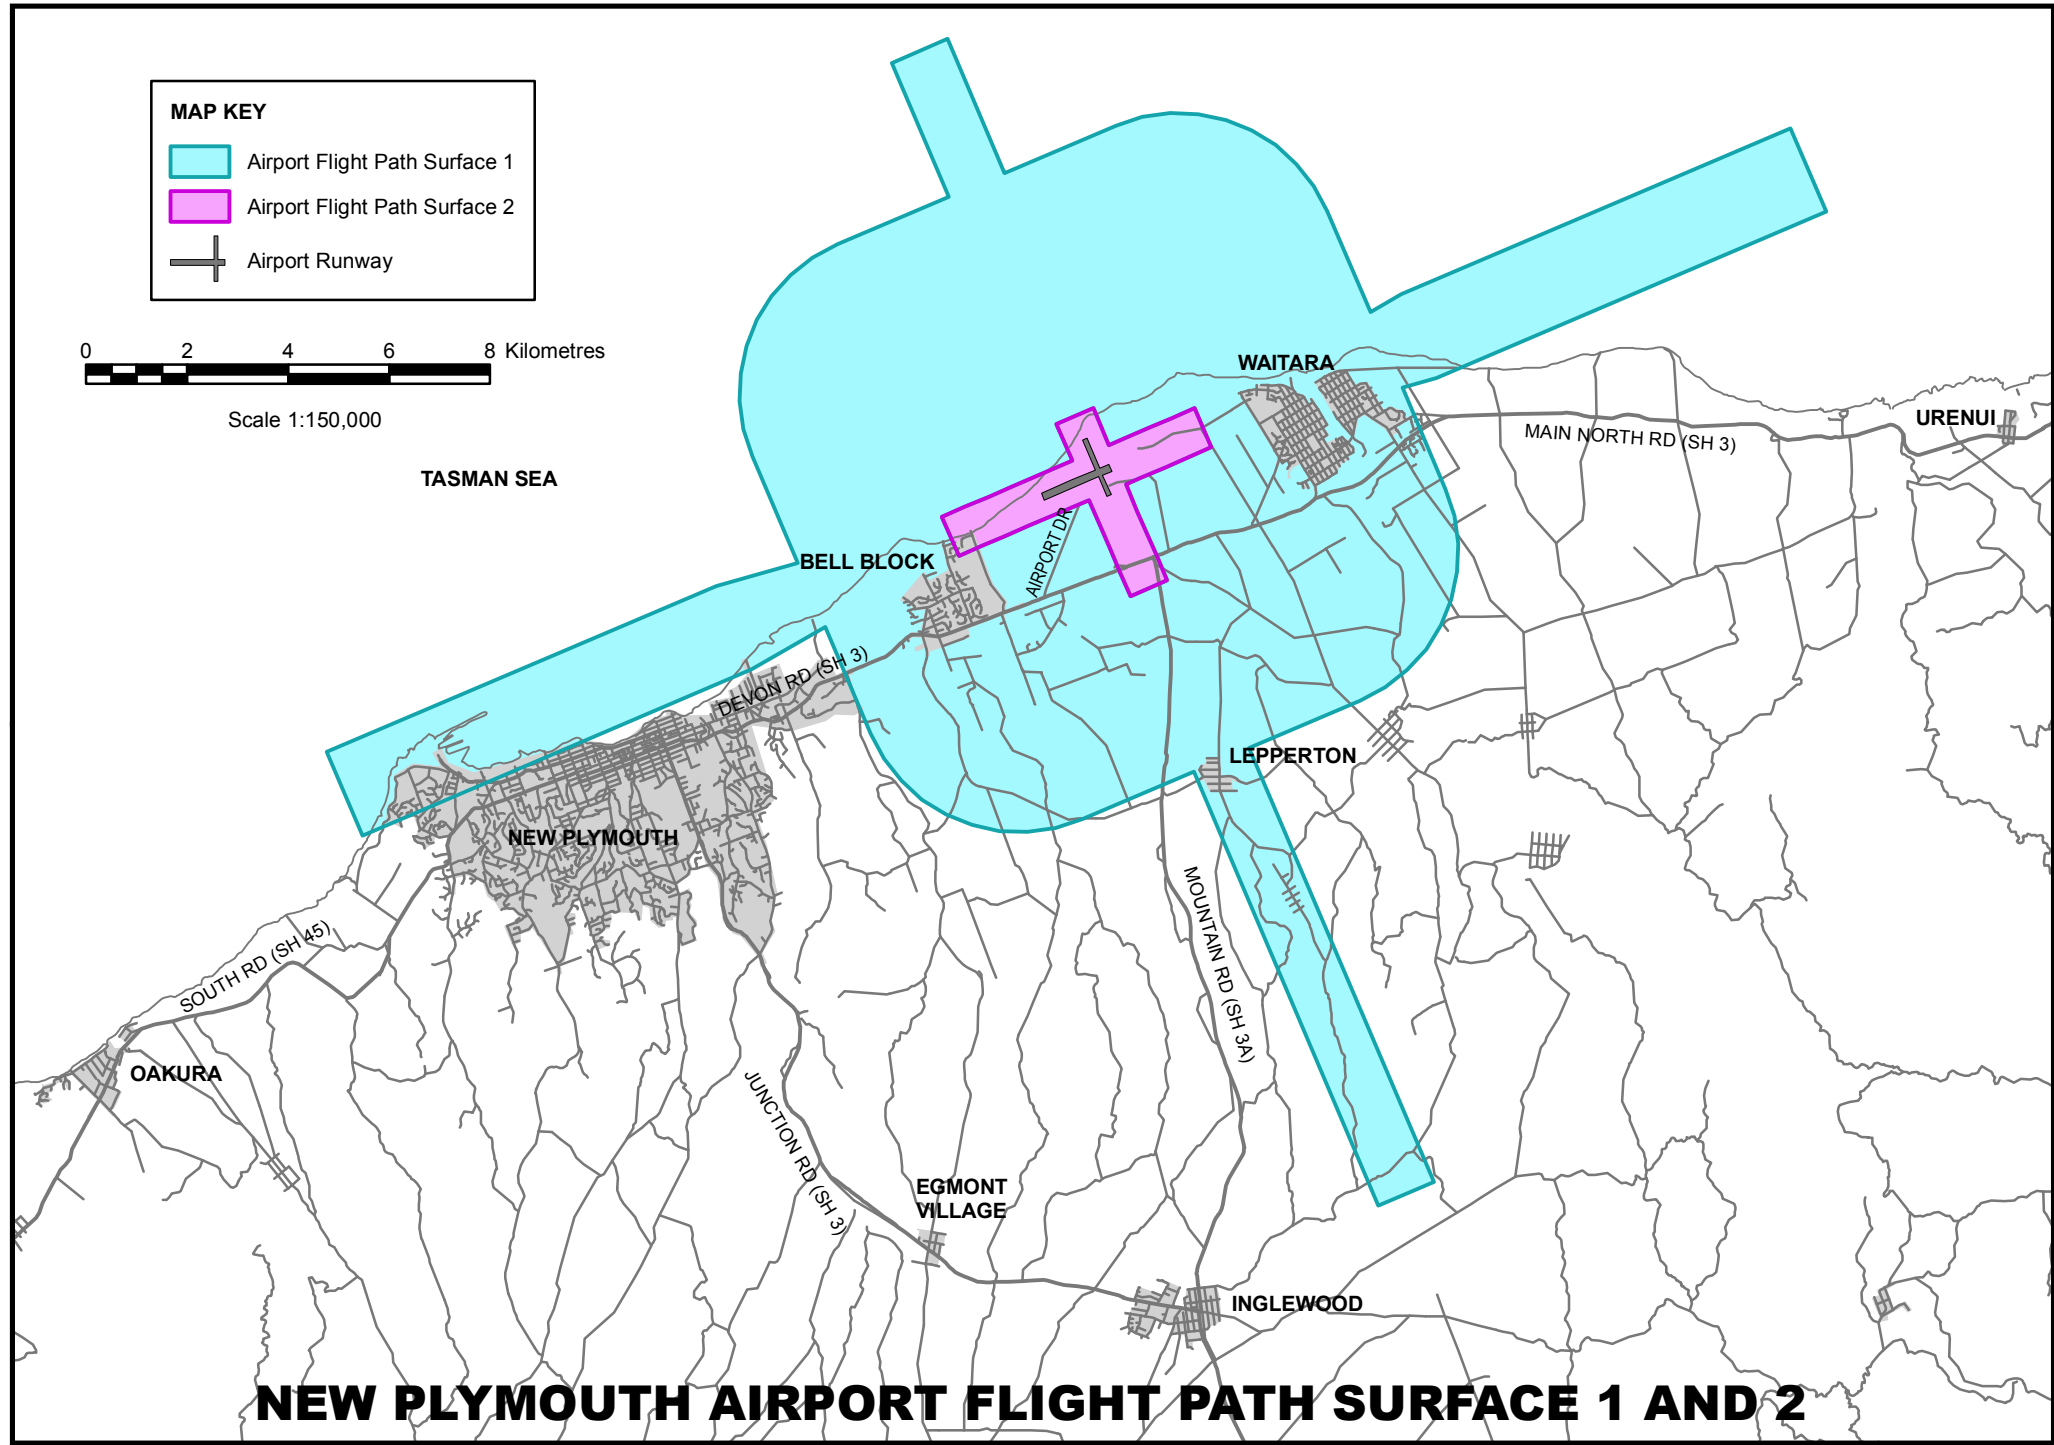 MAP KEY
Airport Flight Path Surface 1
Airport Flight Path Surface 2
Airport Runway
0 2 4 6 8 Kilometres
Scale 1:150,000
TASMAN SEA
WAITARA
URENUI
MAIN NORTH RD (SH 3)
BELL BLOCK
AIRPORT DR
DEVON RD (SH 3)
LEPPERTON
NEW PLYMOUTH
MOUNTAIN RD (SH 3A)
SOUTH RD (SH 45)
OAKURA
JUNCTION RD (SH 3)
EGMONT
VILLAGE
INGLEWOOD
NEW PLYMOUTH AIRPORT FLIGHT PATH SURFACE 1 AND 2